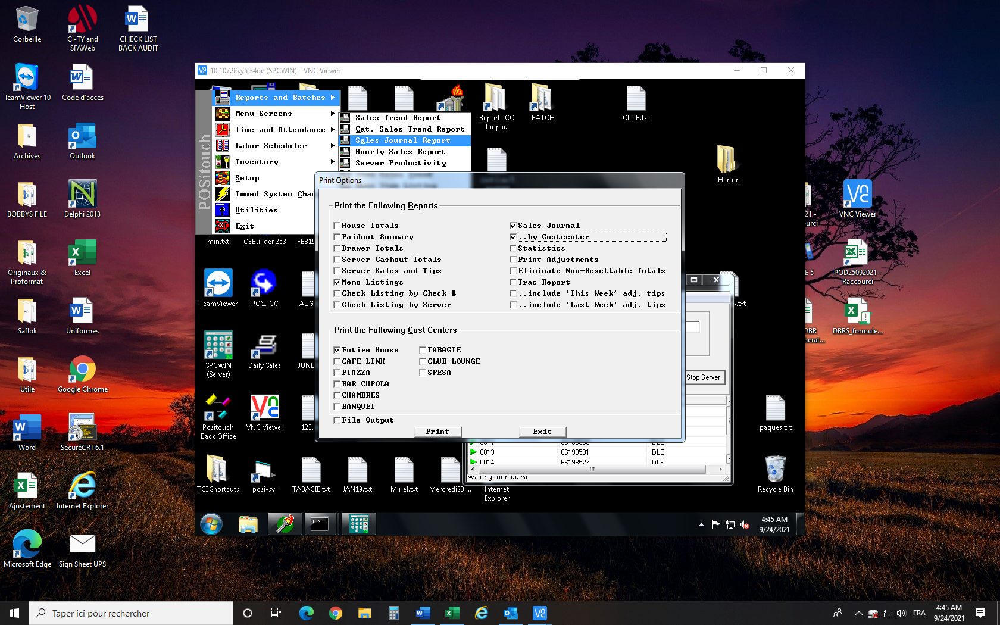 Corbeille
CI-TY and
SFAWeb
CHECK LIST
BACK AUDIT
TeamViewer 10
Host
Code d'acces
Archives
Outlook
BOBBYS FILE
Delphi 2013
Originaux &
Proformat
Excel
Saflok
Uniformes
Utile
Google Chrome
Word
SecureCRT 6.1
Ajustement
Internet Explorer
Microsoft Edge
Sign Sheet UPS
10.107.96.y5 34qe (SPCWIN) - VNC Viewer
POSitouch
Reports and Batches
Menu Screens
Time and Attendance
Labor Scheduler
Inventory
Setup
Immed System Chan
Utilities
Exit
Sales Trend Report
Cat. Sales Trend Report
Sales Journal Report
Hourly Sales Report
Server Productivity
Reports CC
Pinpad
BATCH
CLUB.txt
Harton
min.txt
C3Builder 253
FEB19
TeamViewer
POSI-CC
AUG
SPCWIN
(Server)
Daily Sales
JUNE
Positouch
Back Office
VNC Viewer
123.
TGI Shortcuts
posi-svr
TABAGIE.txt
JAN19.txt
M riel.txt
Mercredi23j...
Internet
Explorer
paques.txt
Recycle Bin
Print Options.
Print the Following Reports
House Totals
Paidout Summary
Drawer Totals
Server Cashout Totals
Server Sales and Tips
Memo Listings
Check Listing by Check #
Check Listing by Server
Sales Journal
..by Costcenter
Statistics
Print Adjustments
Eliminate Non-Resettable Totals
Trac Report
..include 'This Week' adj. tips
..include 'Last Week' adj. tips
Print the Following Cost Centers
Entire House
CAFE LINK
PIAZZA
BAR CUPOLA
CHAMBRES
BANQUET
TABAGIE
CLUB LOUNGE
SPESA
File Output
Print
Exit
Stop Server
0013 66198531 IDLE
0014 66198527 IDLE
waiting for request
4:45 AM
9/24/2021
VNC Viewer
POD25092021 -
Raccourci
DBRS_formule...
Taper ici pour rechercher
FRA
4:45 AM
9/24/2021